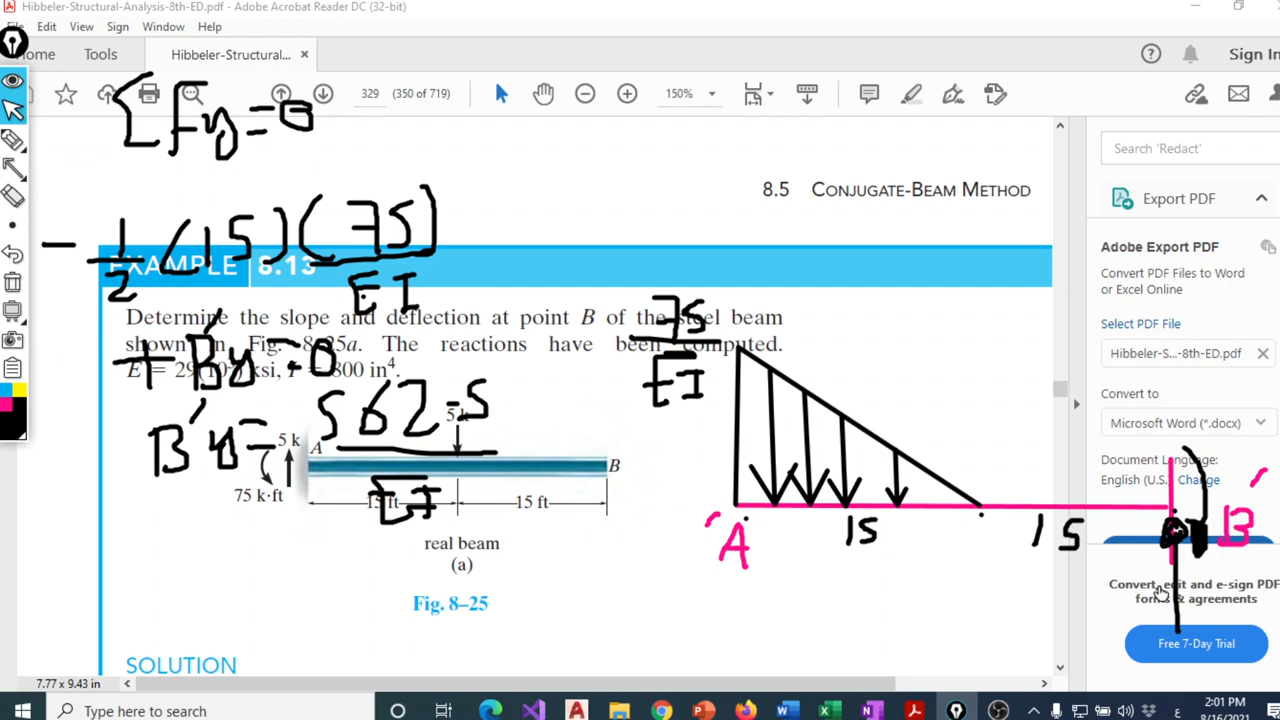 Hibbeler-Structural-Analysis-8th-ED.pdf - Adobe Acrobat Reader DC (32-bit)
File Edit View Sign Window Help
Home Tools Hibbeler-Structural... × Sign In
329 (350 of 719) 150%
ΣFy=0
8.5 CONJUGATE-BEAM METHOD
- 1/2 (15)(75/EI)
EXAMPLE 8.13
Determine the slope and deflection at point B of the steel beam
shown in Fig. 8–25a. The reactions have been computed.
ksi, 800 in⁴.
+ B'y=0
B'y= 562.5/EI
5 k
5 k
A
B
75 k·ft
15 ft
15 ft
real beam
(a)
Fig. 8–25
SOLUTION
75/EI
A'
15
15
B'
Search 'Redact'
Export PDF
Adobe Export PDF
Convert PDF Files to Word
or Excel Online
Select PDF File
Hibbeler-S...-8th-ED.pdf ×
Convert to
Microsoft Word (*.docx)
Document Language:
English (U.S. Change
Convert, edit and e-sign PDF
forms & agreements
Free 7-Day Trial
7.77 x 9.43 in
Type here to search
2:01 PM